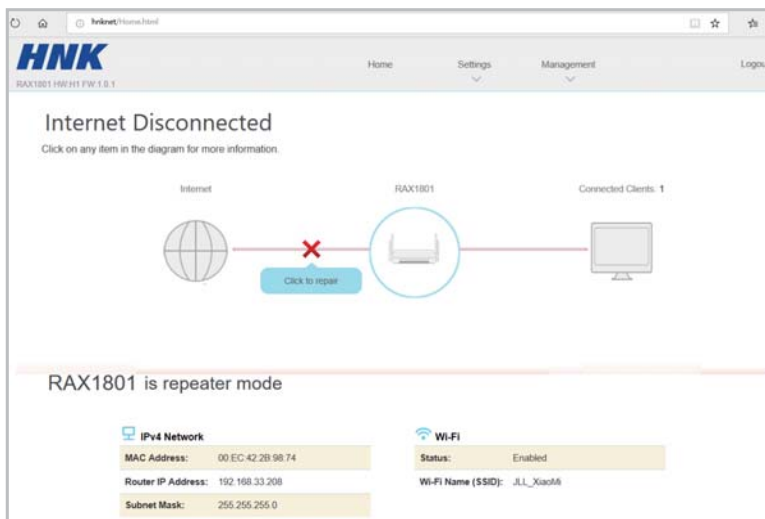 hnknet/Home.html
HNK
RAX1801 HW:H1 FW:1.0.1
Home Settings Management Logou
Internet Disconnected
Click on any item in the diagram for more information.
Internet RAX1801 Connected Clients: 1
Click to repair
RAX1801 is repeater mode
IPv4 Network
MAC Address: 00:EC:42:2B:98:74
Router IP Address: 192.168.33.208
Subnet Mask: 255.255.255.0
Wi-Fi
Status: Enabled
Wi-Fi Name (SSID): JLL_XiaoMi